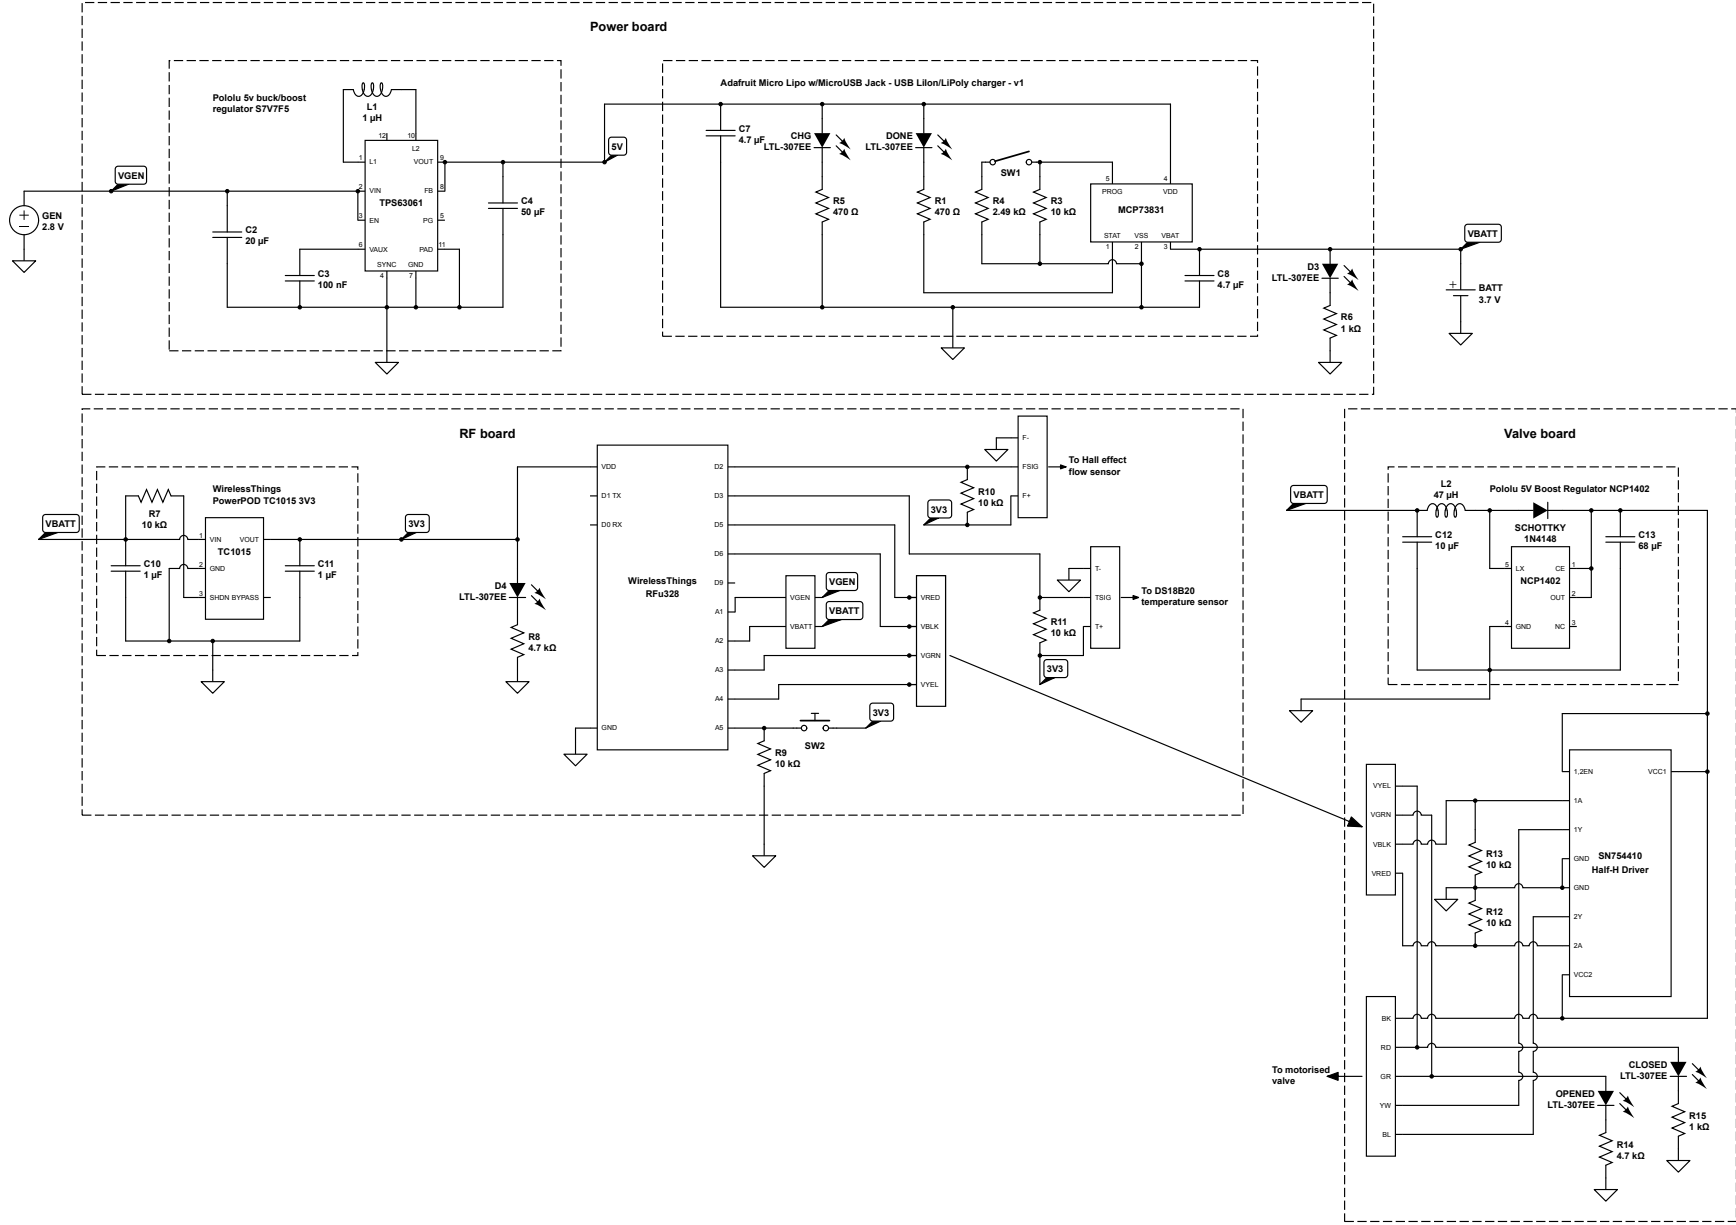 Power board
Pololu 5v buck/boost
regulator S7V7F5
L1
1 µH
12
10
L2
1
L1
VOUT
9
2
VIN
FB
8
TPS63061
3
EN
PG
5
6
VAUX
PAD
11
SYNC
GND
4
7
VGEN
GEN
2.8 V
C2
20 µF
C3
100 nF
C4
50 µF
5V
Adafruit Micro Lipo w/MicroUSB Jack - USB LiIon/LiPoly charger - v1
C7
4.7 µF
CHG
LTL-307EE
DONE
LTL-307EE
SW1
R5
470 Ω
R1
470 Ω
R4
2.49 kΩ
R3
10 kΩ
5
4
PROG
VDD
MCP73831
STAT
VSS
VBAT
1
2
3
C8
4.7 µF
D3
LTL-307EE
R6
1 kΩ
VBATT
BATT
3.7 V
RF board
WirelessThings
PowerPOD TC1015 3V3
VBATT
R7
10 kΩ
1
VIN
VOUT
TC1015
2
GND
3
SHDN
BYPASS
C10
1 µF
C11
1 µF
3V3
D4
LTL-307EE
R8
4.7 kΩ
VDD
D1 TX
D0 RX
GND
WirelessThings
RFu328
D2
D3
D5
D6
D9
A1
A2
A3
A4
A5
VGEN
VBATT
VGEN
VBATT
R9
10 kΩ
SW2
3V3
VRED
VBLK
VGRN
VYEL
R10
10 kΩ
3V3
F-
FSIG
F+
To Hall effect
flow sensor
T-
TSIG
T+
To DS18B20
temperature sensor
R11
10 kΩ
3V3
Valve board
VBATT
L2
47 µH
Pololu 5V Boost Regulator NCP1402
SCHOTTKY
1N4148
C12
10 µF
C13
68 µF
5
LX
CE
1
NCP1402
OUT
2
4
GND
NC
3
VYEL
VGRN
VBLK
VRED
R13
10 kΩ
R12
10 kΩ
1,2EN
VCC1
1A
1Y
GND
GND
2Y
2A
VCC2
SN754410
Half-H Driver
BK
RD
GR
YW
BL
To motorised
valve
CLOSED
LTL-307EE
OPENED
LTL-307EE
R15
1 kΩ
R14
4.7 kΩ